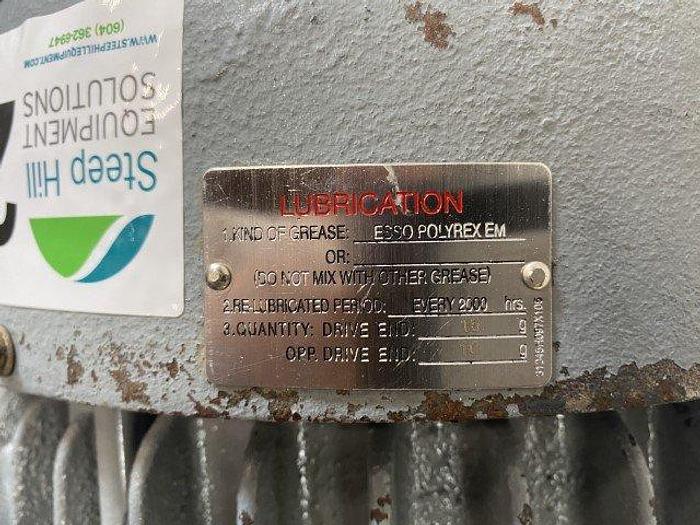 Steep Hill
EQUIPMENT
SOLUTIONS
WWW.STEEPHILLEQUIPMENT.COM
(604) 362-6947
LUBRICATION
1.KIND OF GREASE: ESSO POLYREX EM
OR:
(DO NOT MIX WITH OTHER GREASE)
2.RE-LUBRICATED PERIOD: EVERY 2000 hrs.
3.QUANTITY: DRIVE END: g
OPP. DRIVE END: g